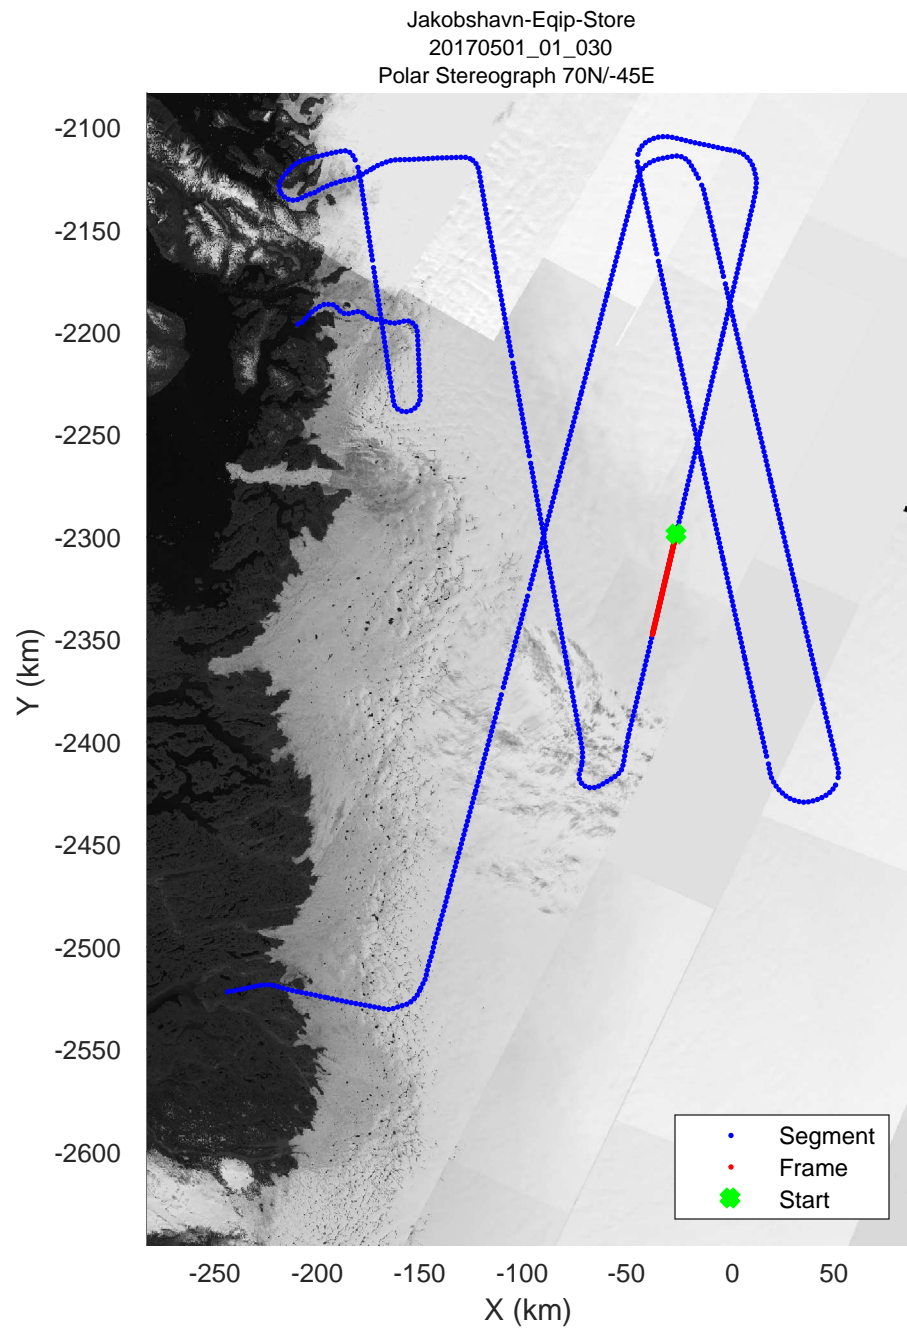 Jakobshavn-Eqip-Store
20170501_01_030
Polar Stereograph 70N/-45E
-2100
-2150
-2200
-2250
-2300
-2350
-2400
-2450
-2500
-2550
-2600
Y (km)
Segment
Frame
Start
-250 -200 -150 -100 -50 0 50
X (km)